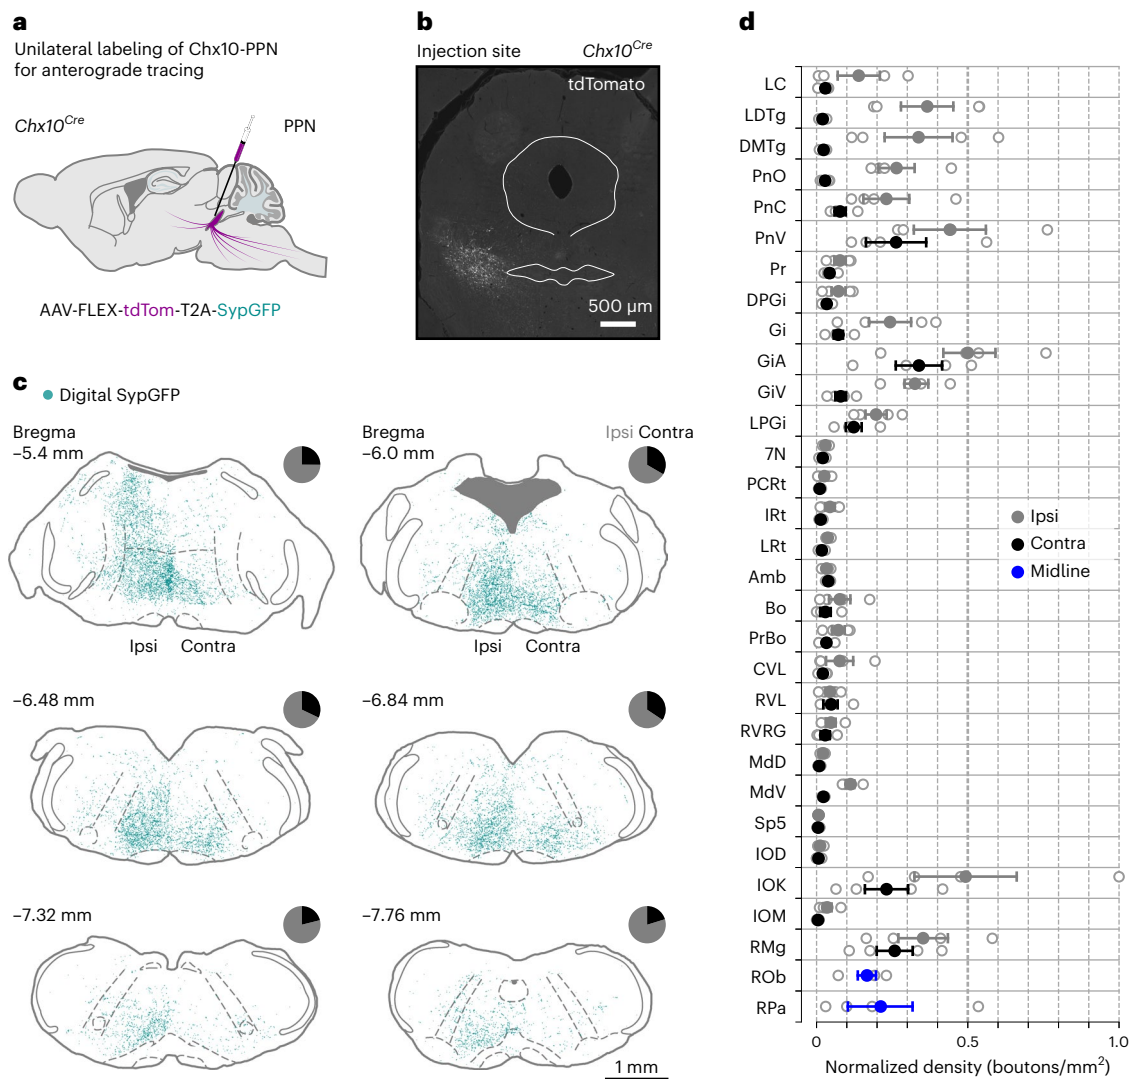 a
Unilateral labeling of Chx10-PPN
for anterograde tracing
Chx10Cre
PPN
AAV-FLEX-tdTom-T2A-SypGFP
b
Injection site
Chx10Cre
tdTomato
500 µm
c
Digital SypGFP
Bregma
–5.4 mm
Ipsi Contra
Bregma
–6.0 mm
Ipsi Contra
Ipsi Contra
–6.48 mm
–6.84 mm
–7.32 mm
–7.76 mm
1 mm
d
LC
LDTg
DMTg
PnO
PnC
PnV
Pr
DPGi
Gi
GiA
GiV
LPGi
7N
PCRt
IRt
LRt
Amb
Bo
PrBo
CVL
RVL
RVRG
MdD
MdV
Sp5
IOD
IOK
IOM
RMg
ROb
RPa
Ipsi
Contra
Midline
0 0.5 1.0
Normalized density (boutons/mm2)